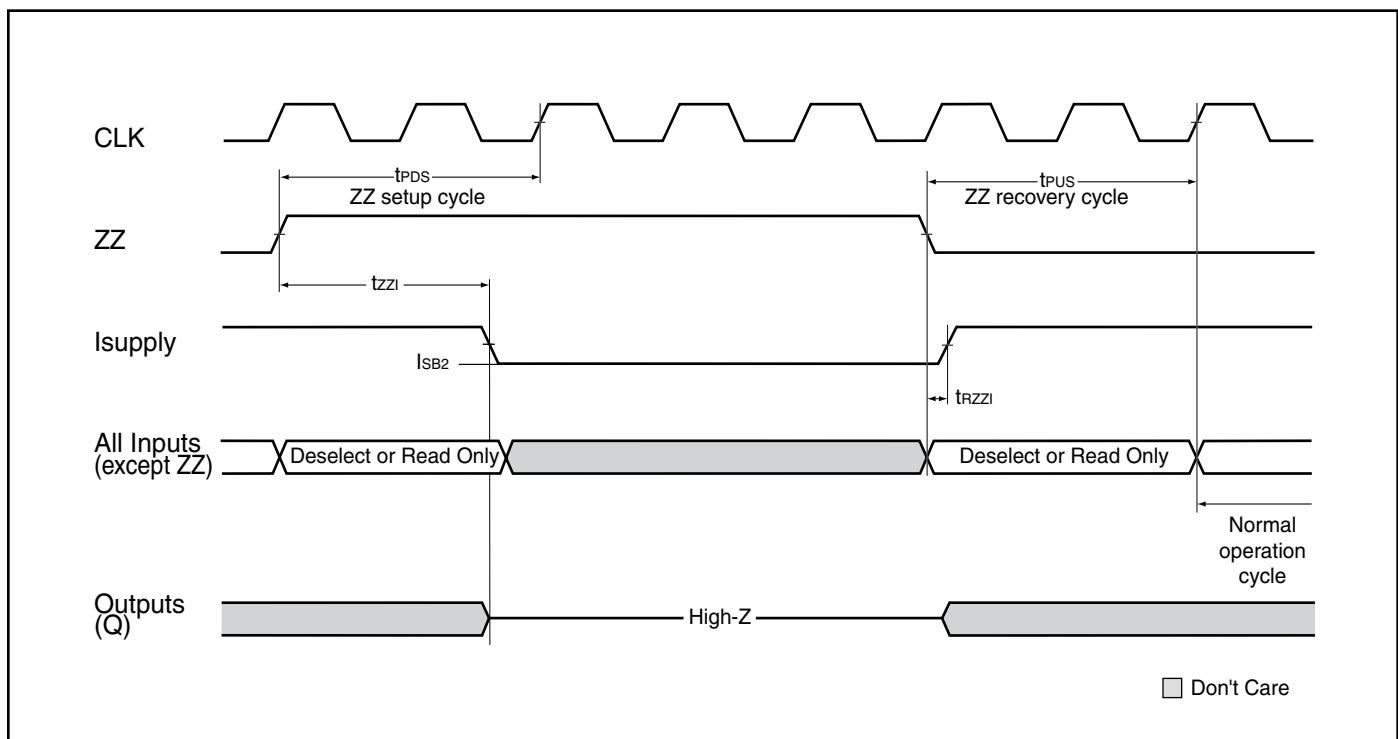 CLK
tPDS
ZZ setup cycle
tPUS
ZZ recovery cycle
ZZ
tZZI
Isupply
ISB2
tRZZI
All Inputs
(except ZZ)
Deselect or Read Only
Deselect or Read Only
Normal
operation
cycle
Outputs
(Q)
High-Z
Don't Care